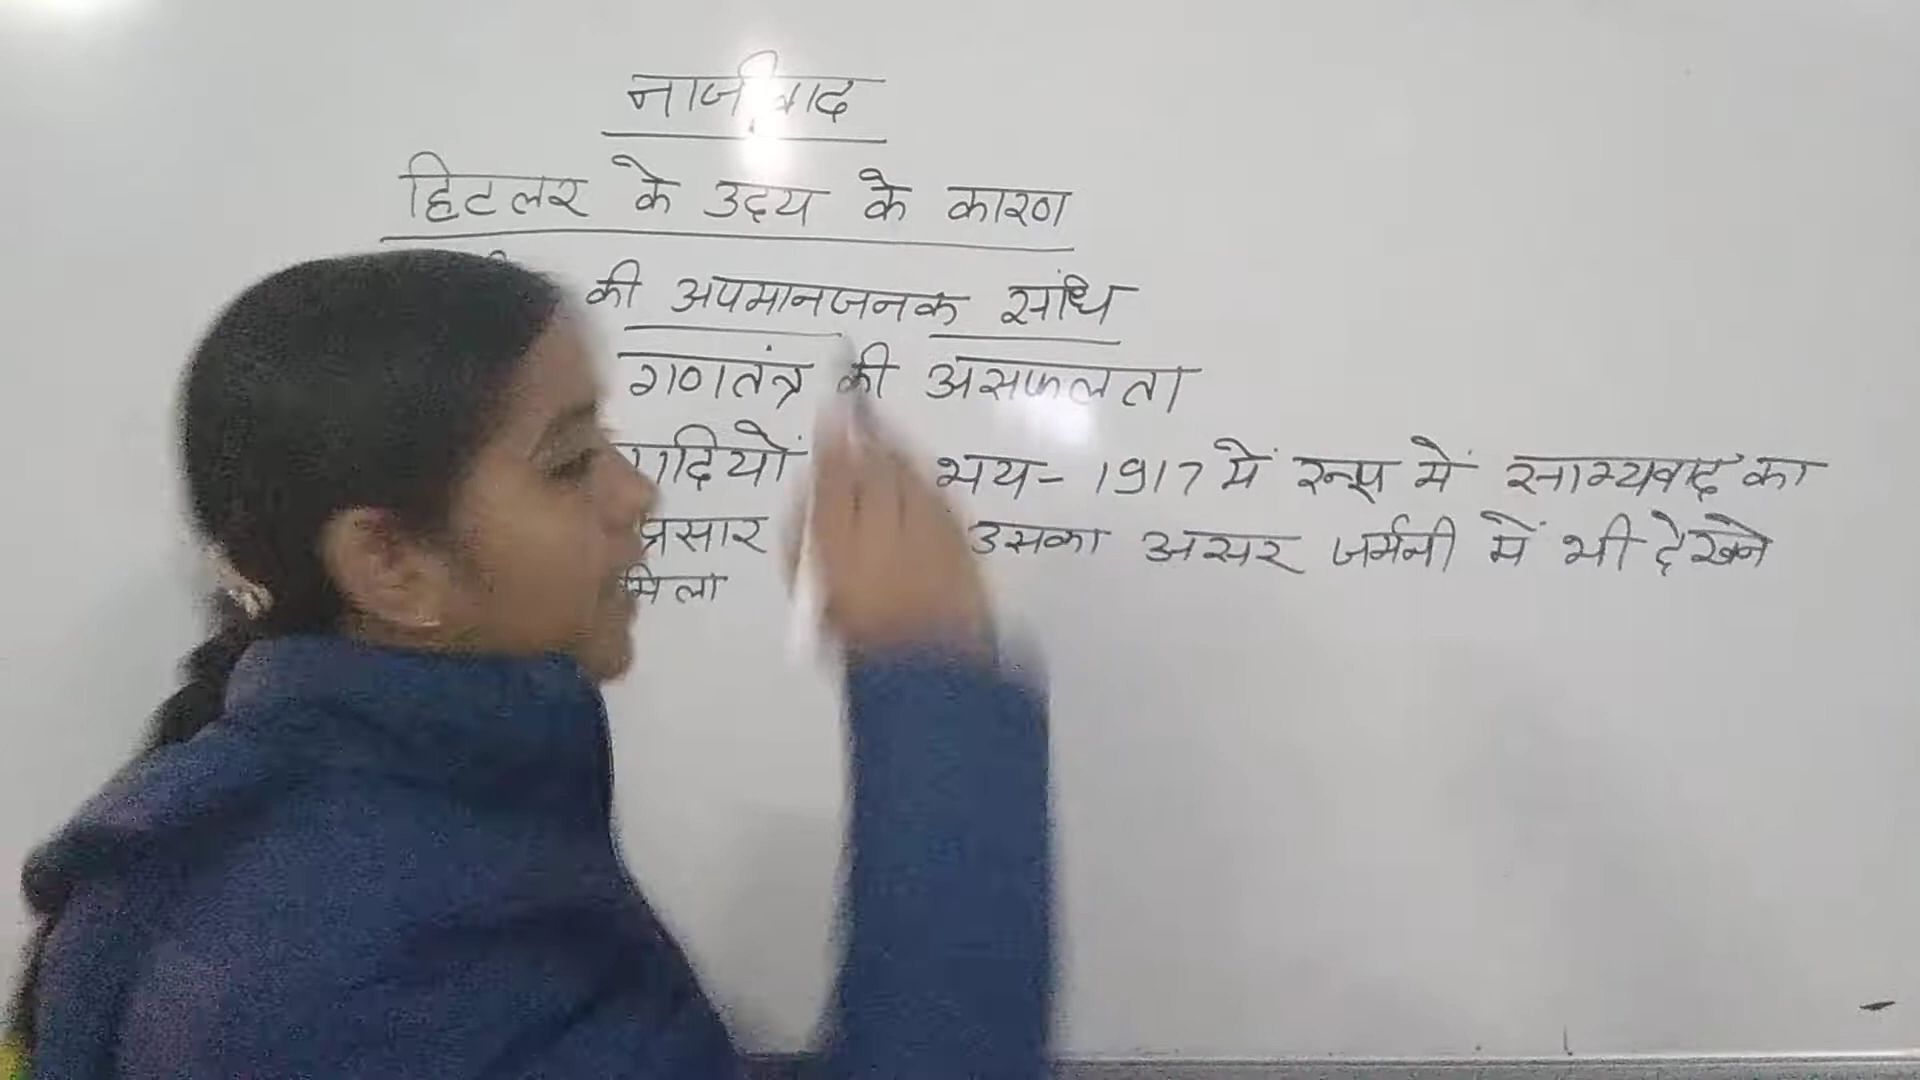 नाजीवाद
हिटलर के उदय के कारण
की अपमानजनक संधि
गणतंत्र की असफलता
भय - 1917 में रूस में साम्यवाद का
प्रसार उसका असर जर्मनी में भी देखने
मिला